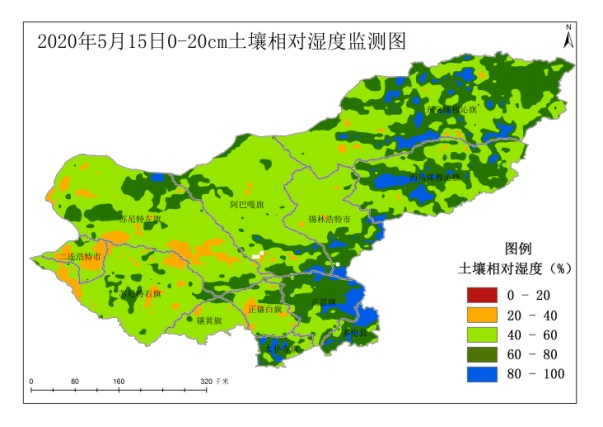 2020年5月15日0-20cm土壤相对湿度监测图
N
东乌珠穆沁旗
西乌珠穆沁旗
阿巴嘎旗
锡林浩特市
苏尼特左旗
二连浩特市
苏尼特右旗
镶黄旗
正镶白旗
正蓝旗
多伦县
太仆寺旗
图例
土壤相对湿度（%）
0 - 20
20 - 40
40 - 60
60 - 80
80 - 100
0 80 160 320 千米